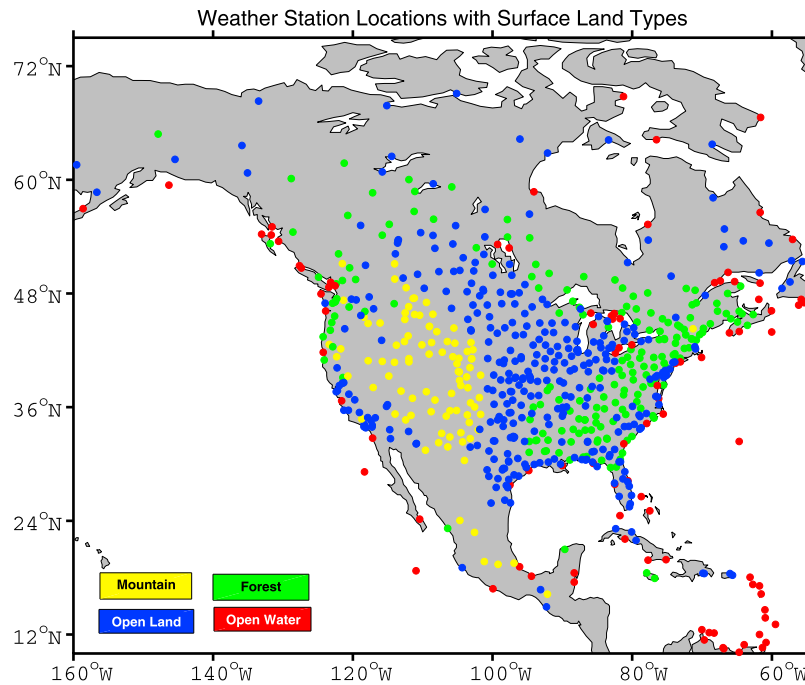 Weather Station Locations with Surface Land Types
72°N
60°N
48°N
36°N
24°N
12°N
Mountain
Forest
Open Land
Open Water
160°W 140°W 120°W 100°W 80°W 60°W